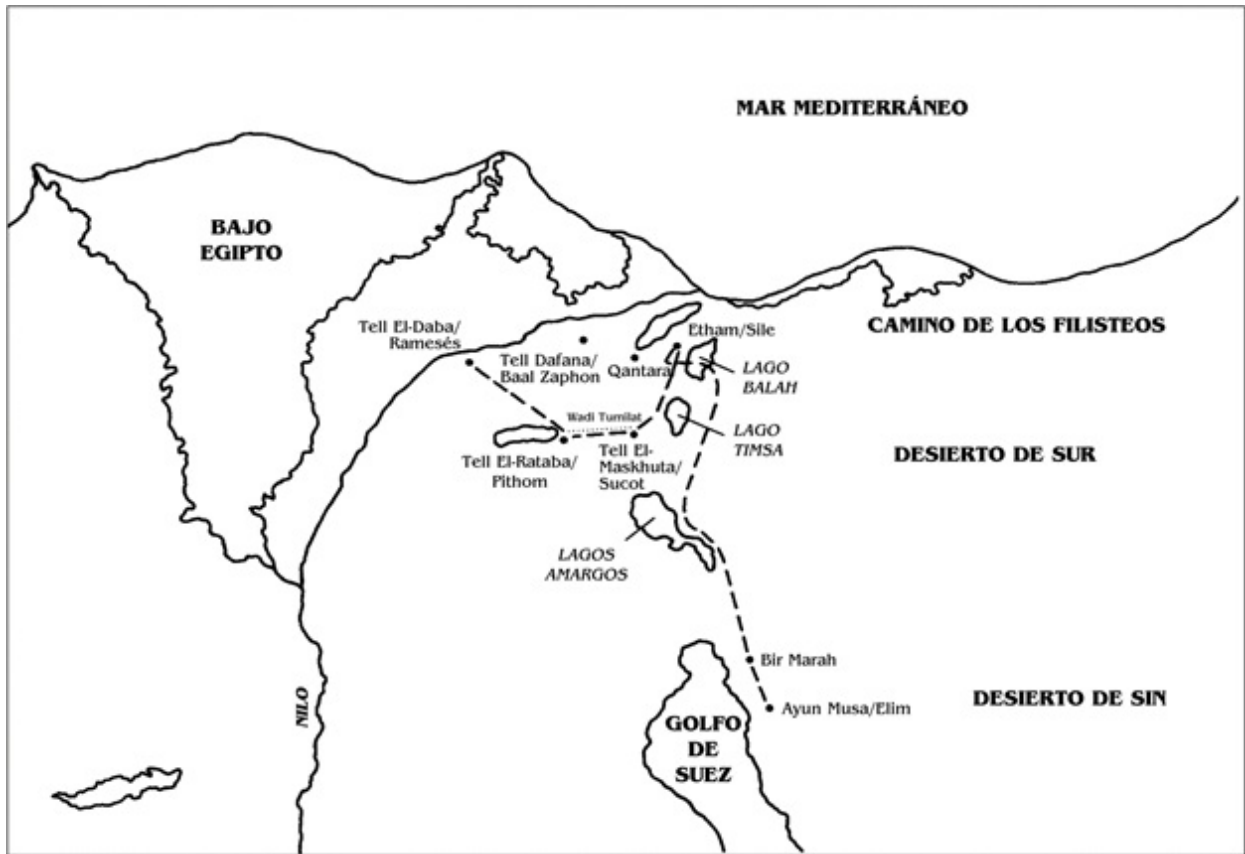 MAR MEDITERRÁNEO
BAJO
EGIPTO
CAMINO DE LOS FILISTEOS
Tell El-Daba/
Ramesés
Tell Dafana/
Baal Zaphon
Qantara
Etham/Sile
LAGO
BALAH
Wadi Tumilat
LAGO
TIMSA
Tell El-Rataba/
Pithom
Tell El-
Maskhuta/
Sucot
DESIERTO DE SUR
LAGOS
AMARGOS
NILO
Bir Marah
Ayun Musa/Elim
DESIERTO DE SIN
GOLFO
DE
SUEZ